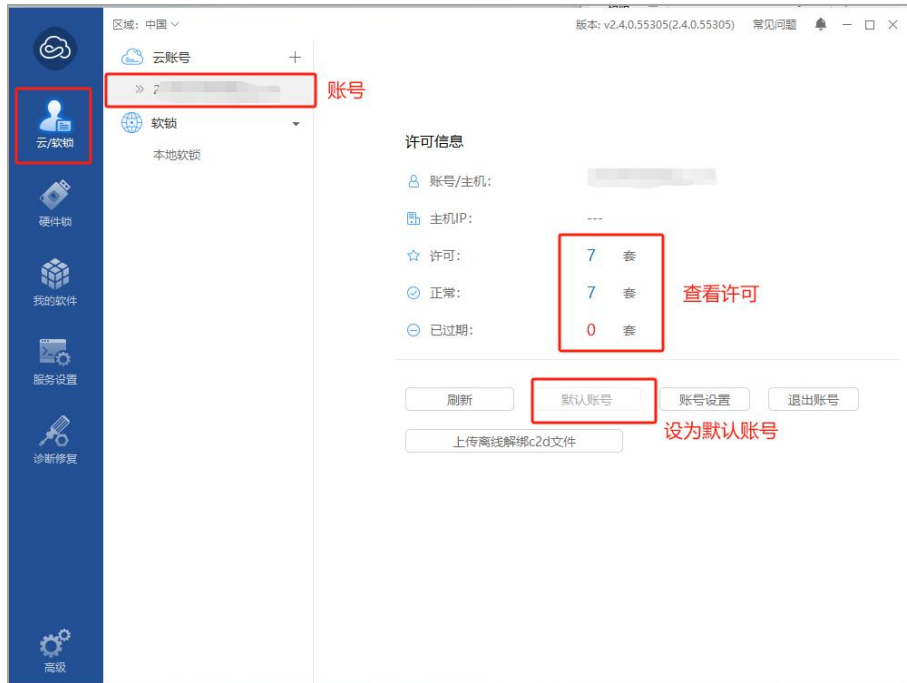 区域: 中国
版本: v2.4.0.55305(2.4.0.55305) 常见问题
云账号
2
账号
云/软锁
软锁
本地软锁
硬件锁
我的软件
服务设置
诊断修复
高级
许可信息
账号/主机:
主机IP: ---
许可: 7 套
正常: 7 套
查看许可
已过期: 0 套
刷新 默认账号 账号设置 退出账号
设为默认账号
上传离线解绑c2d文件